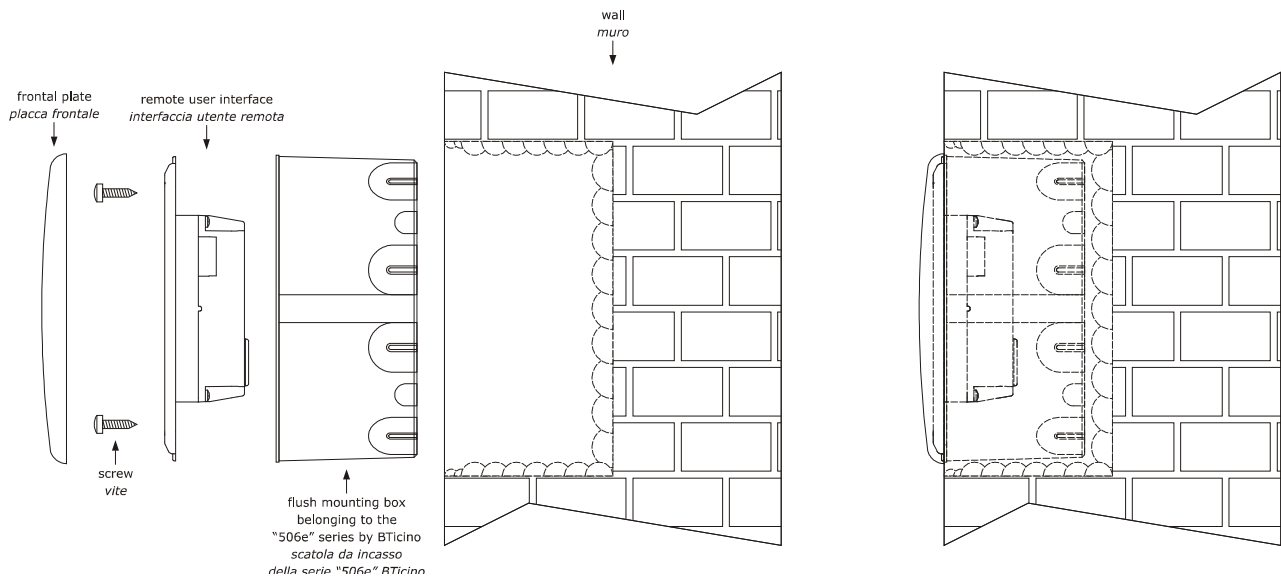 wall
muro
frontal plate
placca frontale
remote user interface
interfaccia utente remota
screw
vite
flush mounting box
belonging to the
“506e” series by BTicino
scatola da incasso
della serie “506e” BTicino